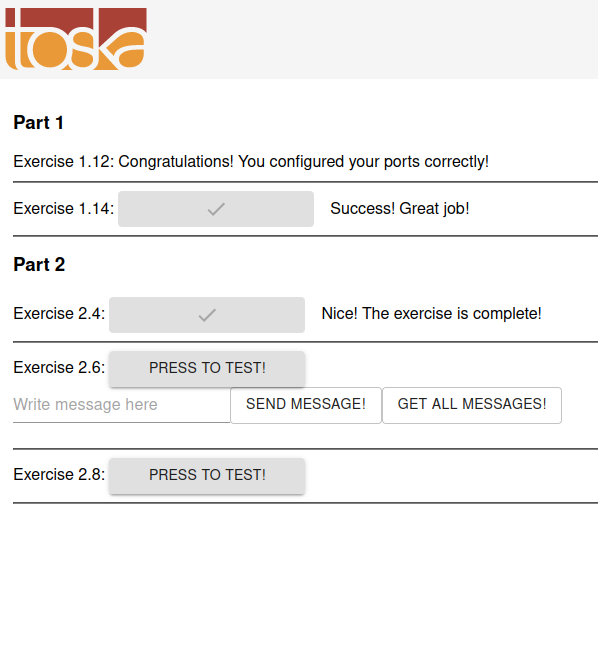 toska
Part 1
Exercise 1.12: Congratulations! You configured your ports correctly!
Exercise 1.14: Success! Great job!
Part 2
Exercise 2.4: Nice! The exercise is complete!
Exercise 2.6: PRESS TO TEST!
Write message here SEND MESSAGE! GET ALL MESSAGES!
Exercise 2.8: PRESS TO TEST!